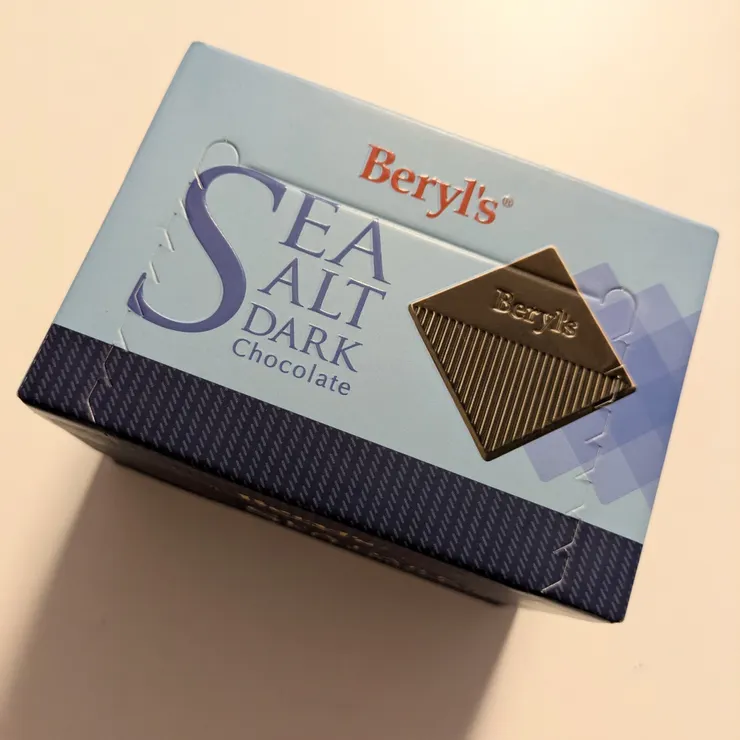 Beryl's®
SEA
SALT
DARK
Chocolate
Beryl's